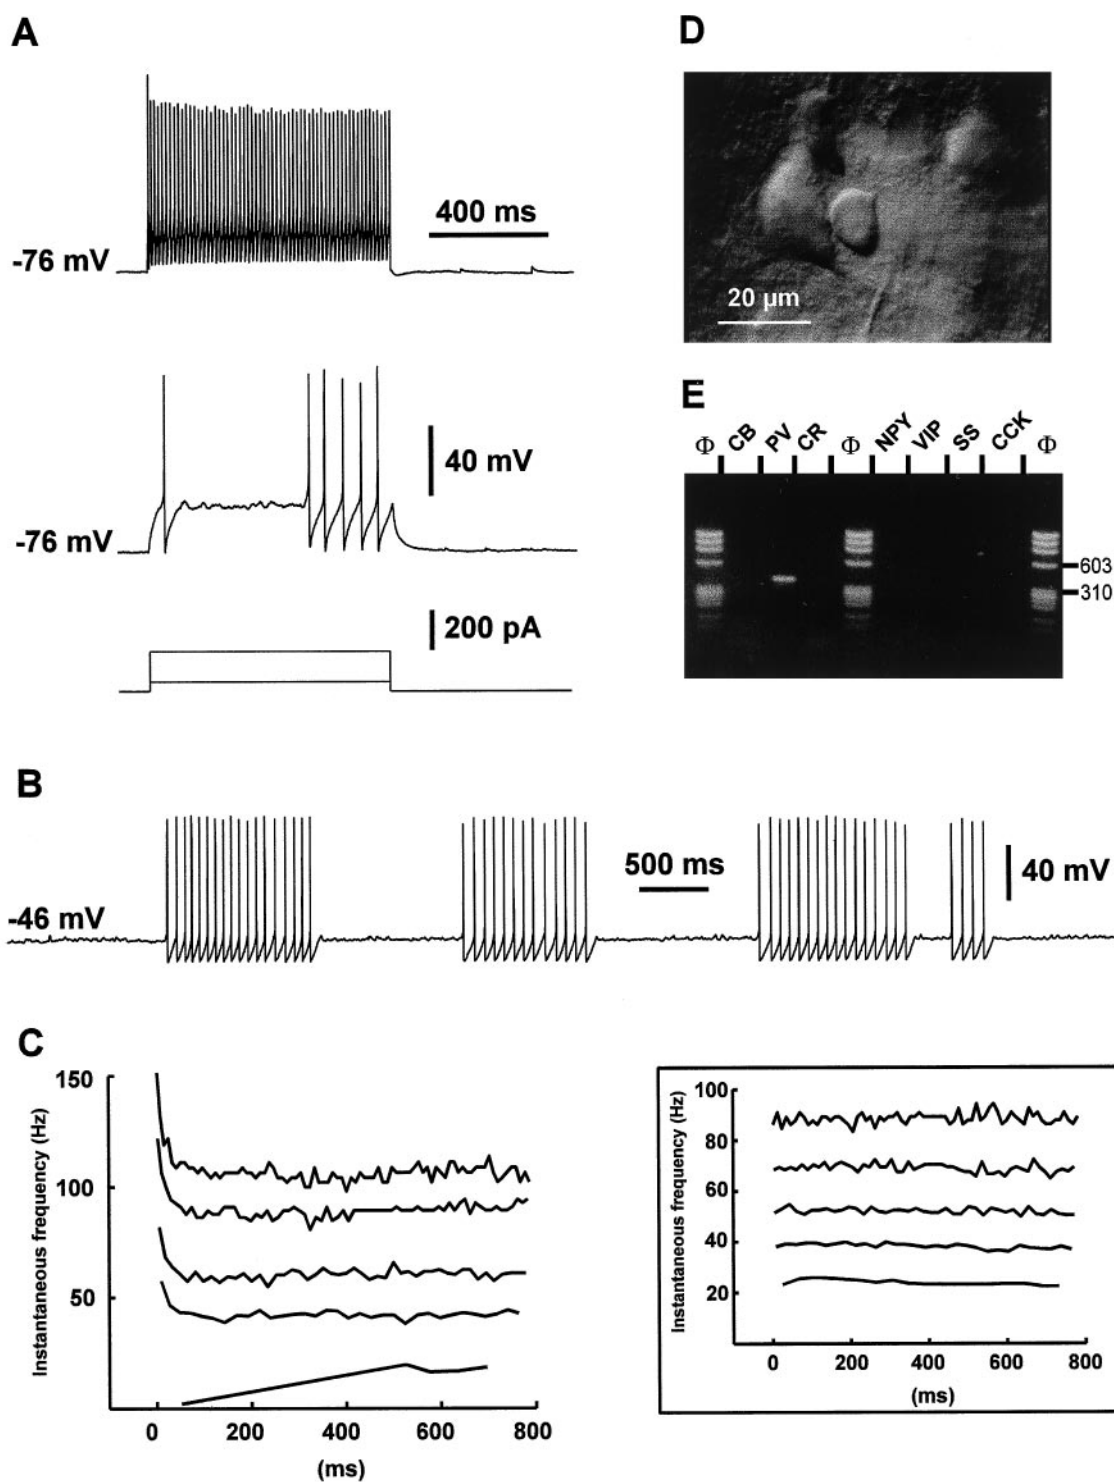 A
400 ms
-76 mV
40 mV
-76 mV
200 pA
D
20 µm
E
Φ CB PV CR Φ NPY VIP SS CCK Φ
603
310
B
500 ms
40 mV
-46 mV
C
Instantaneous frequency (Hz)
150
100
50
0 200 400 600 800
(ms)
Instantaneous frequency (Hz)
100
80
60
40
20
0 200 400 600 800
(ms)